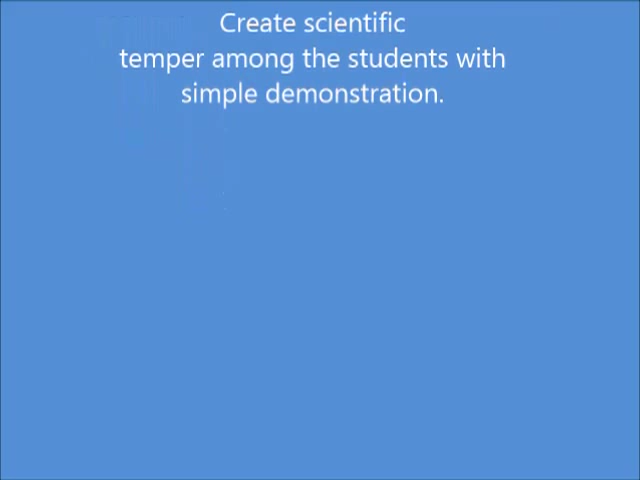 Create scientific
temper among the students with
simple demonstration.